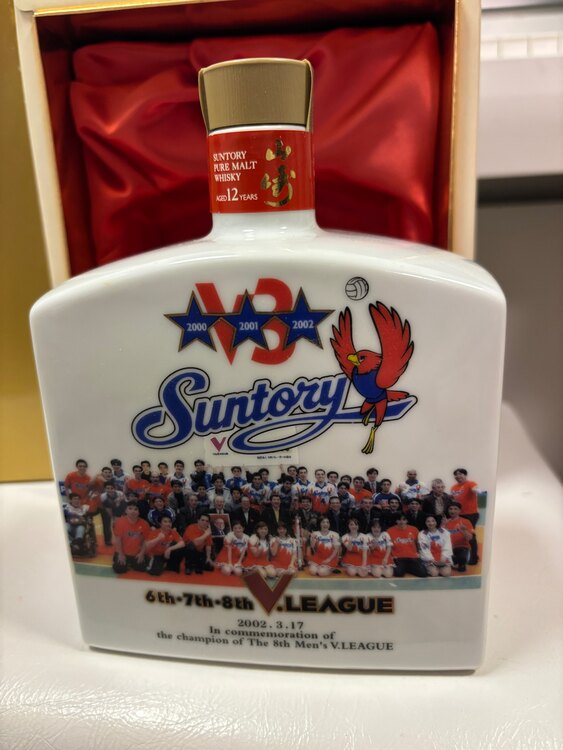 SUNTORY
PURE MALT
WHISKY
AGED 12 YEARS
山崎
V3
2000 2001 2002
Suntory
6th・7th・8th V.LEAGUE
2002.3.17
In commemoration of
the champion of The 8th Men's V.LEAGUE